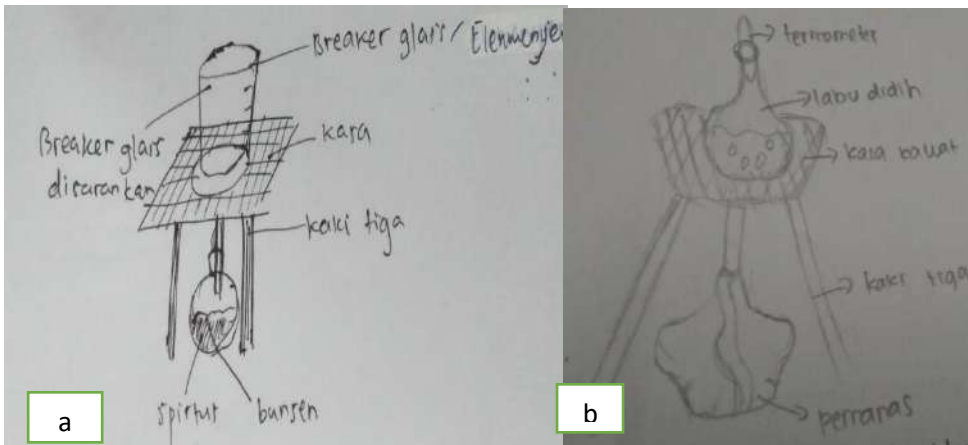 Breaker glass / Elenmenyer
Breaker glass
disarankan
kasa
kaki tiga
spirtus
bunsen
a
termometer
labu didih
kasa kawat
kaki tiga
pemanas
b